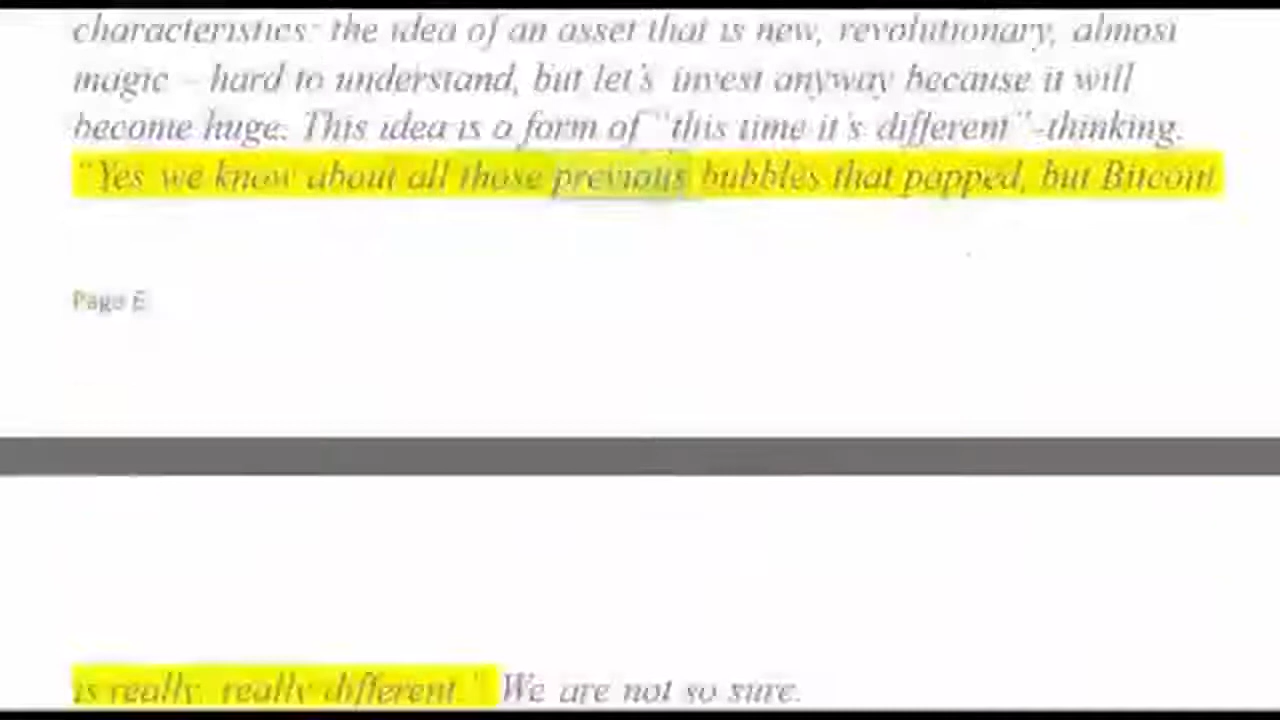 characteristics: the idea of an asset that is new, revolutionary, almost
magic – hard to understand, but let's invest anyway because it will
become huge. This idea is a form of "this time it's different"-thinking.
"Yes we know about all those previous bubbles that popped, but Bitcoin
Page
is really, really different." We are not so sure.